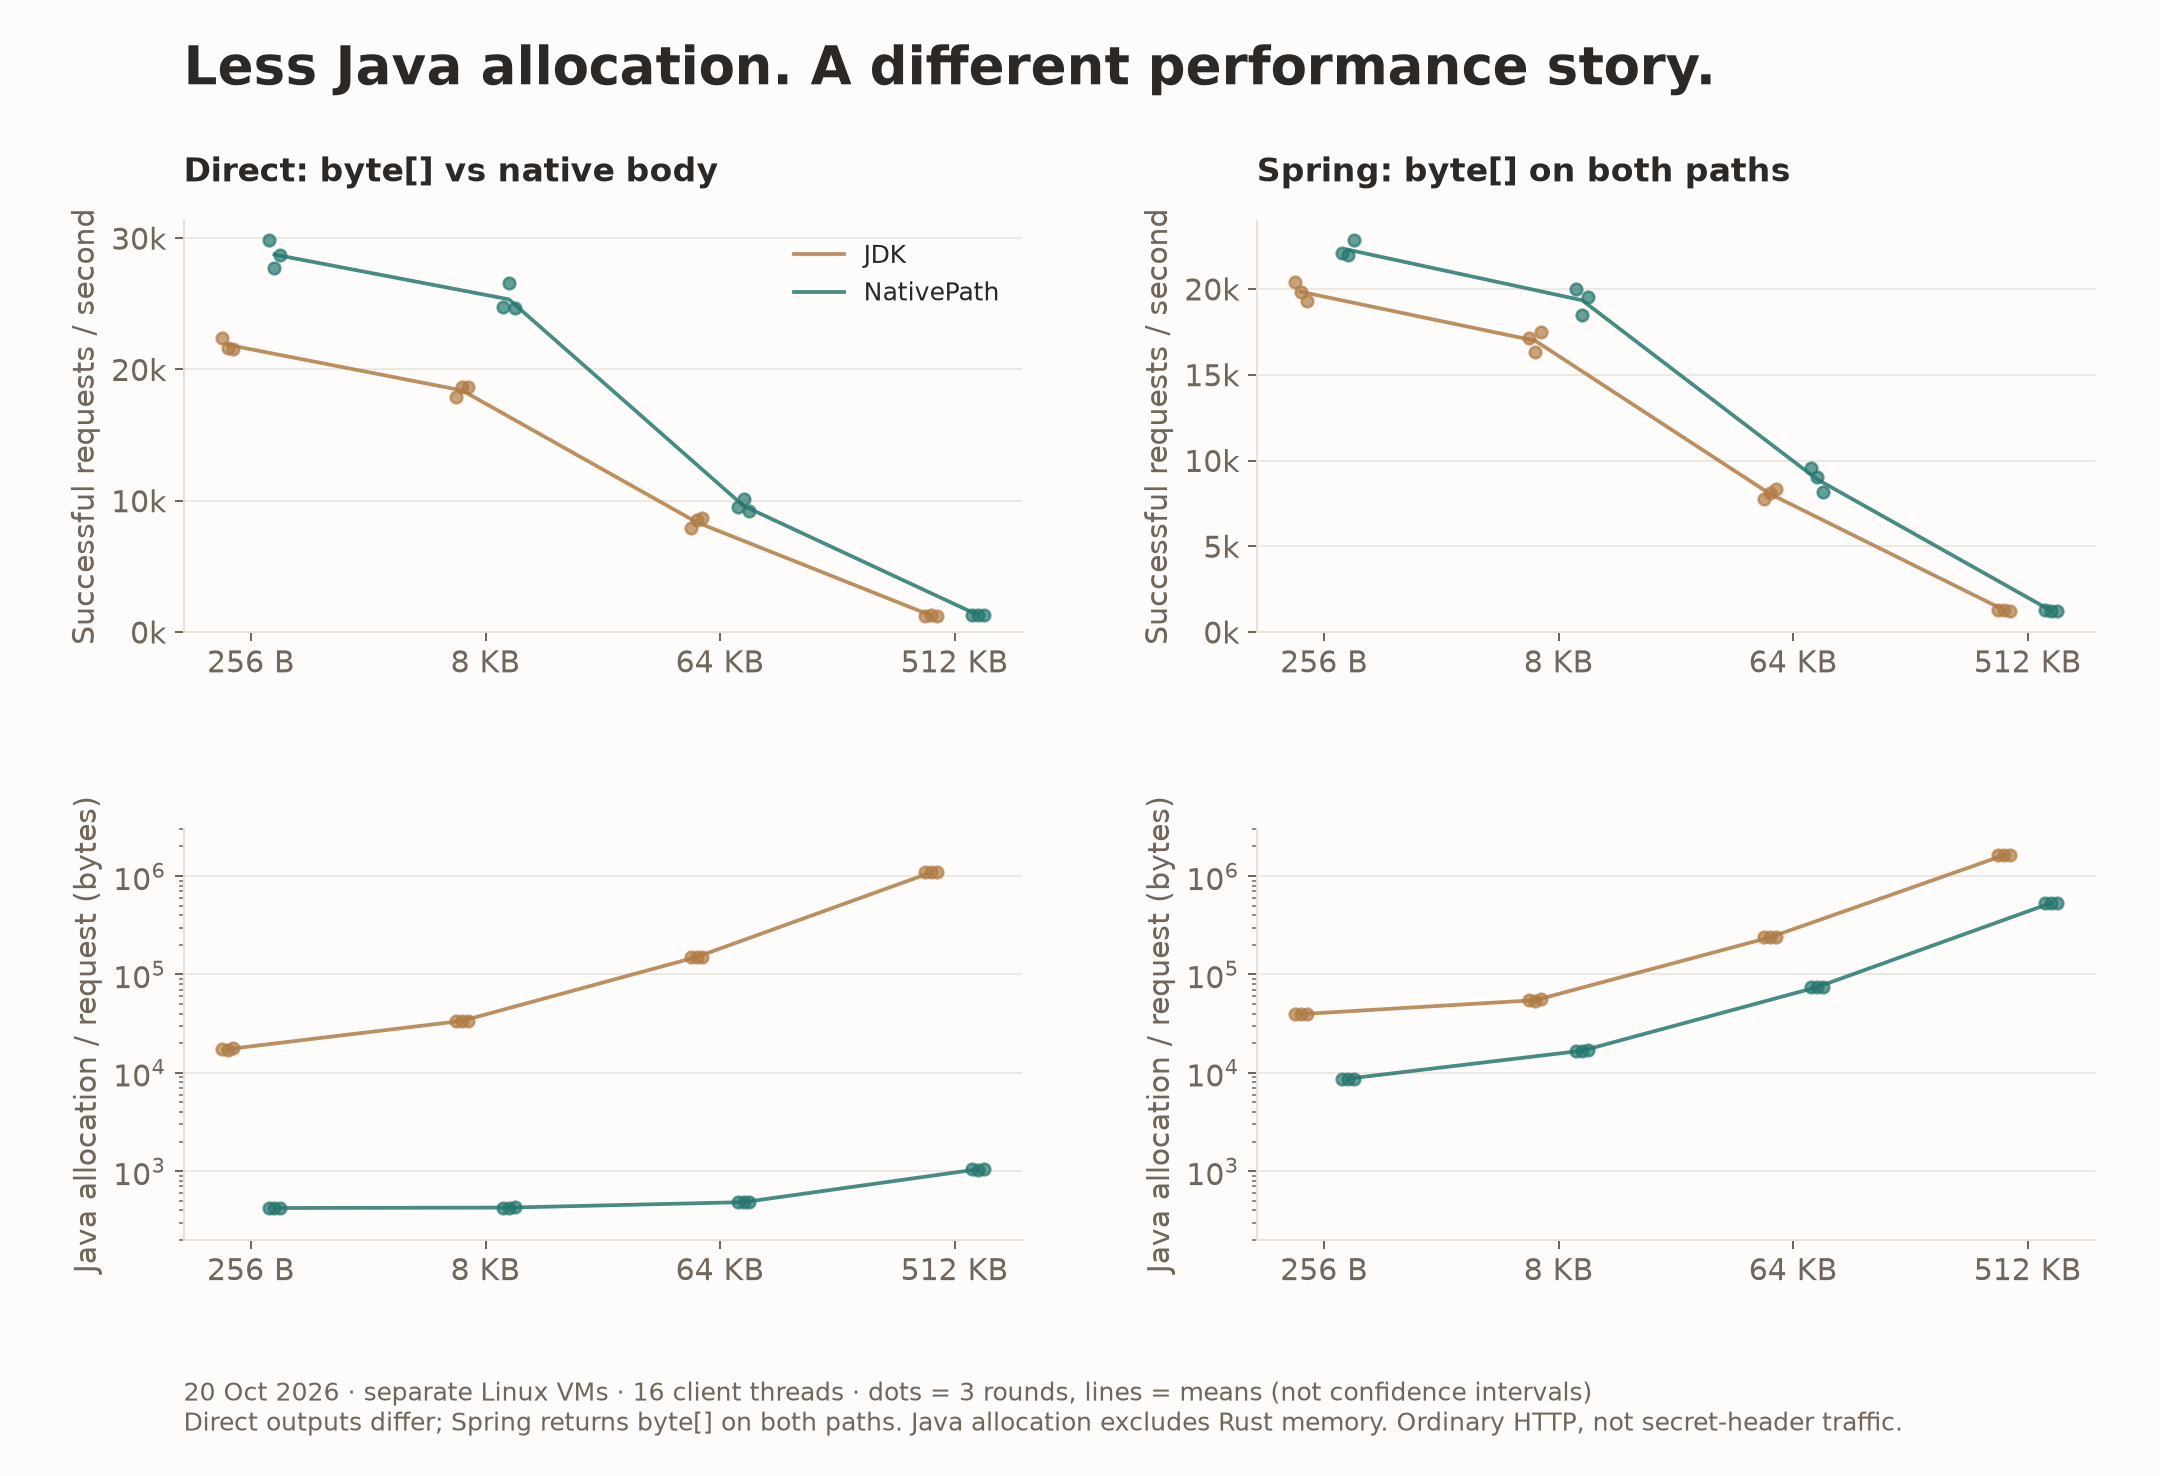 Less Java allocation. A different performance story.
Direct: byte[] vs native body
Successful requests / second
30k
20k
10k
0k
JDK
NativePath
256 B
8 KB
64 KB
512 KB
Spring: byte[] on both paths
Successful requests / second
20k
15k
10k
5k
0k
256 B
8 KB
64 KB
512 KB
Java allocation / request (bytes)
10⁶
10⁵
10⁴
10³
256 B
8 KB
64 KB
512 KB
Java allocation / request (bytes)
10⁶
10⁵
10⁴
10³
256 B
8 KB
64 KB
512 KB
20 Oct 2026 · separate Linux VMs · 16 client threads · dots = 3 rounds, lines = means (not confidence intervals)
Direct outputs differ; Spring returns byte[] on both paths. Java allocation excludes Rust memory. Ordinary HTTP, not secret-header traffic.